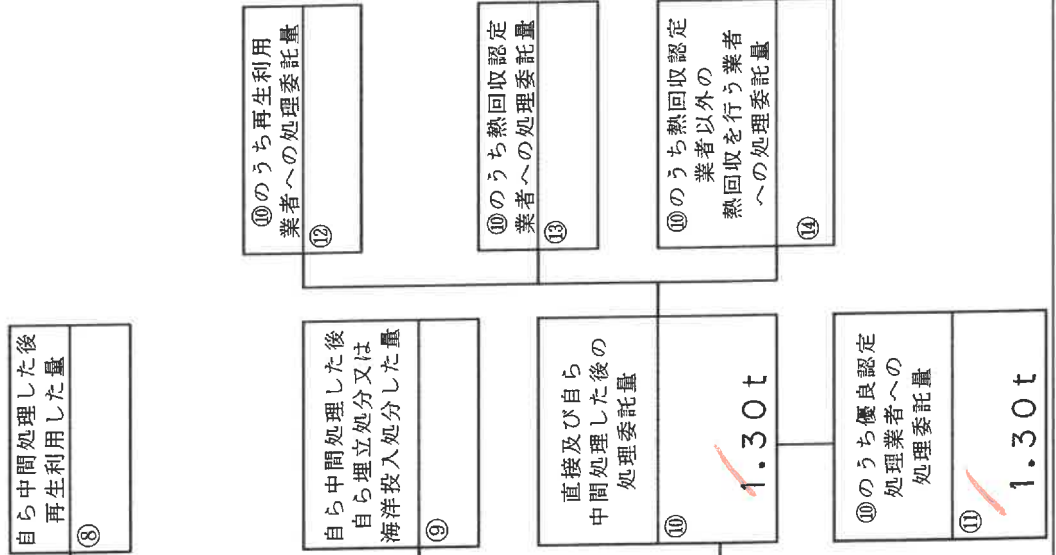 自ら中間処理した後
再生利用した量
⑧
自ら中間処理した後
自ら埋立処分又は
海洋投入処分した量
⑨
直接及び自ら
中間処理した後の
処理委託量
⑩
1.30t
⑩のうち優良認定
処理業者への
処理委託量
⑪
1.30t
⑩のうち再生利用
業者への処理委託量
⑫
⑩のうち熱回収認定
業者への処理委託量
⑬
⑩のうち熱回収認定
業者以外の
熱回収を行う業者
への処理委託量
⑭